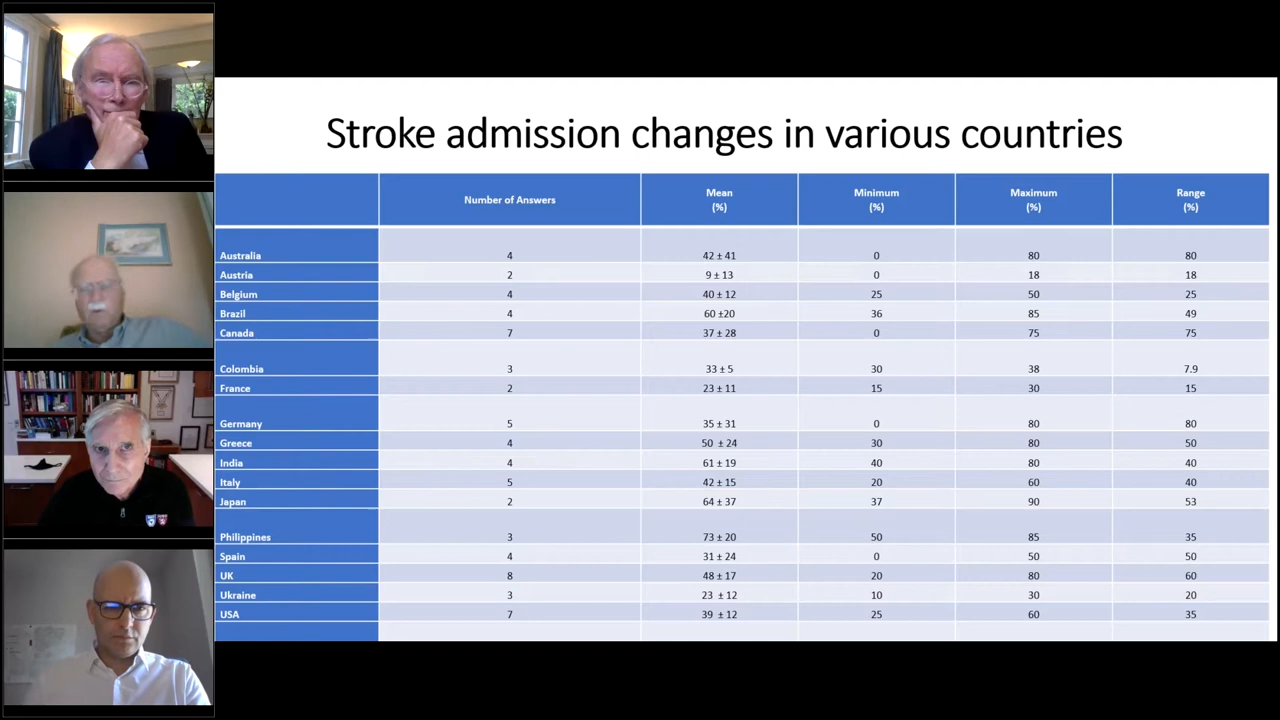 Stroke admission changes in various countries
Number of Answers Mean (%) Minimum (%) Maximum (%) Range (%)
Australia 4 42 ± 41 0 80 80
Austria 2 9 ± 13 0 18 18
Belgium 4 40 ± 12 25 50 25
Brazil 4 60 ±20 36 85 49
Canada 7 37 ± 28 0 75 75
Colombia 3 33 ± 5 30 38 7.9
France 2 23 ± 11 15 30 15
Germany 5 35 ± 31 0 80 80
Greece 4 50 ± 24 30 80 50
India 4 61 ± 19 40 80 40
Italy 5 42 ± 15 20 60 40
Japan 2 64 ± 37 37 90 53
Philippines 3 73 ± 20 50 85 35
Spain 4 31 ± 24 0 50 50
UK 8 48 ± 17 20 80 60
Ukraine 3 23 ± 12 10 30 20
USA 7 39 ± 12 25 60 35